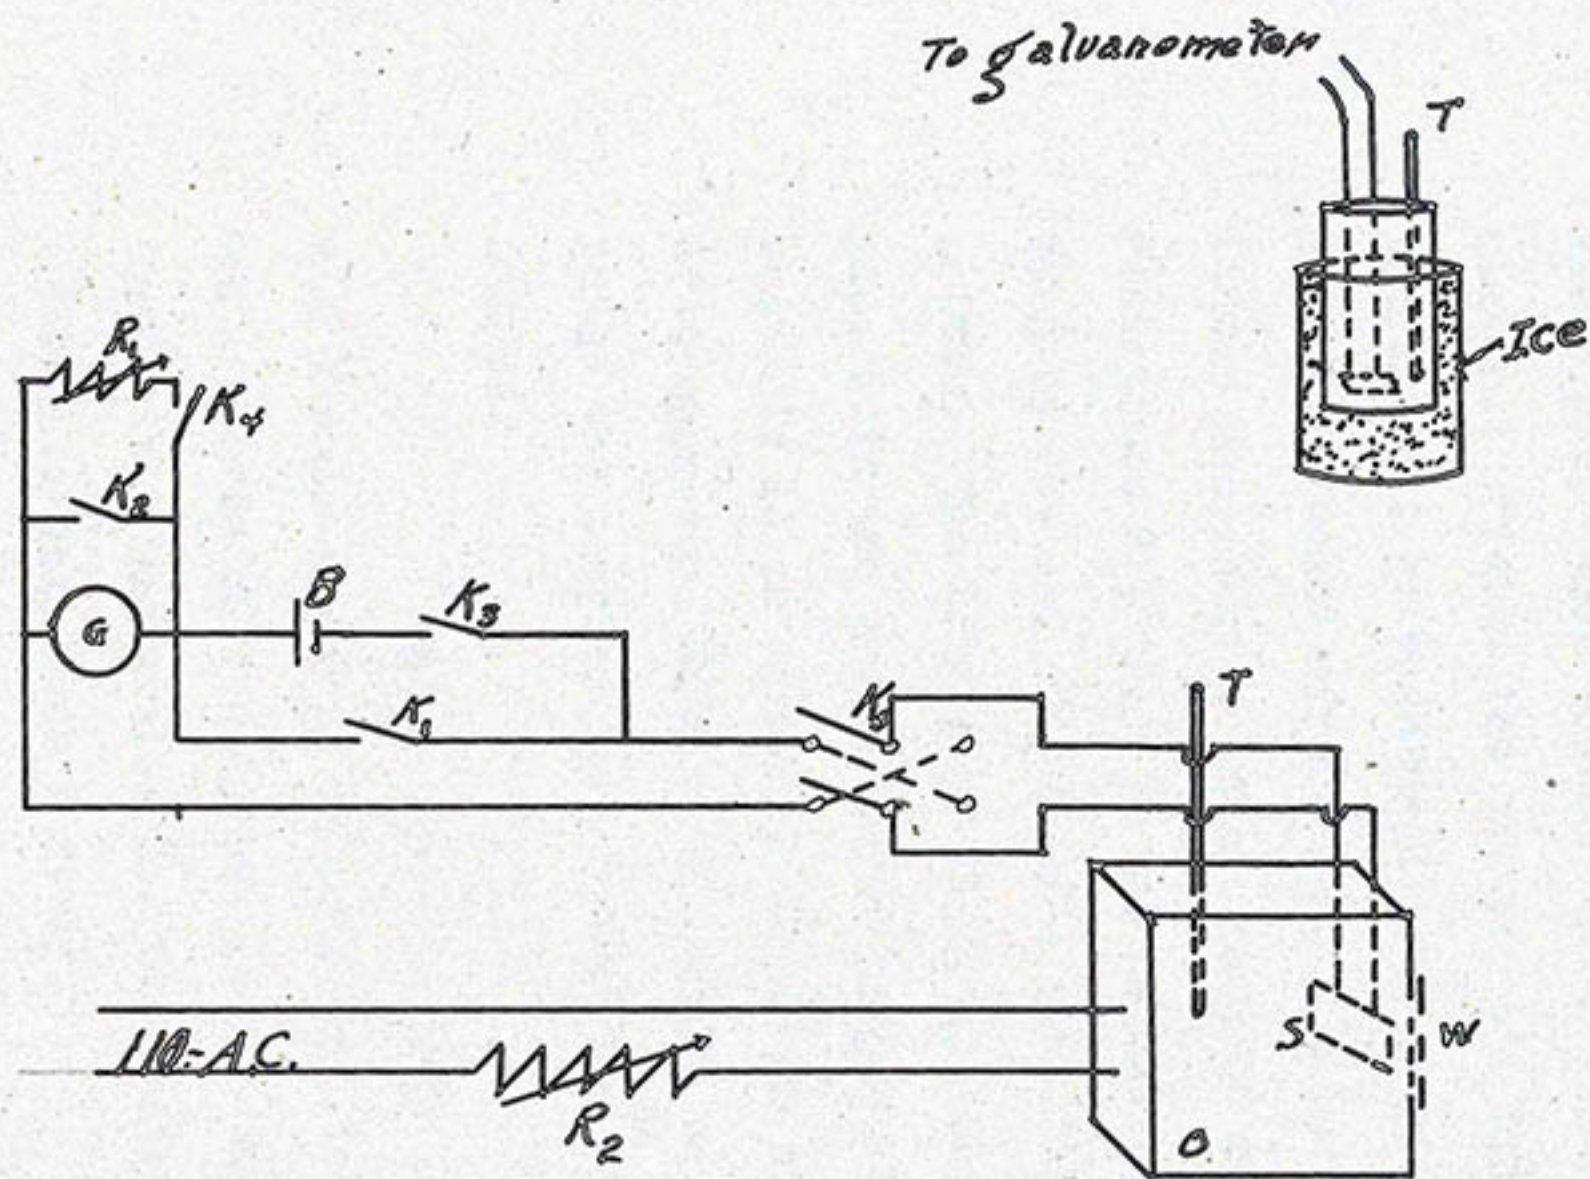 To galvanometer
T
Ice
R₁
K₄
K₂
G
B
K₃
K₁
K₅
T
S
W
110-A.C.
R₂
O